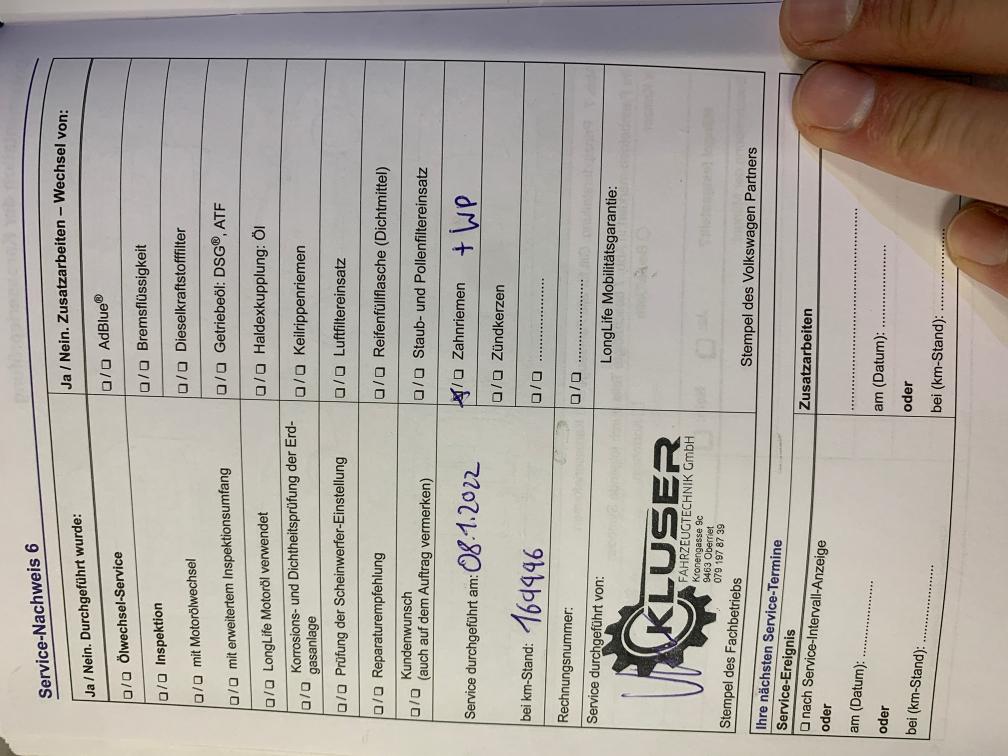 Service-Nachweis 6
Ja / Nein. Durchgeführt wurde:
❑ / ❑ Ölwechsel-Service
❑ / ❑ Inspektion
❑ / ❑ mit Motorölwechsel
❑ / ❑ mit erweitertem Inspektionsumfang
❑ / ❑ LongLife Motoröl verwendet
❑ / ❑ Korrosions- und Dichtheitsprüfung der Erd-
gasanlage
❑ / ❑ Prüfung der Scheinwerfer-Einstellung
❑ / ❑ Reparaturempfehlung
❑ / ❑ Kundenwunsch
(auch auf dem Auftrag vermerken)
Service durchgeführt am: 08.1.2022
bei km-Stand: 169996
Rechnungsnummer:
Service durchgeführt von:
KLUSER
FAHRZEUGTECHNIK GmbH
Kronengasse 9c
9463 Oberriet
079 197 87 39
Stempel des Fachbetriebs
Ja / Nein. Zusatzarbeiten – Wechsel von:
❑ / ❑ AdBlue®
❑ / ❑ Bremsflüssigkeit
❑ / ❑ Dieselkraftstofffilter
❑ / ❑ Getriebeöl: DSG®, ATF
❑ / ❑ Haldexkupplung: Öl
❑ / ❑ Keilrippenriemen
❑ / ❑ Luftfiltereinsatz
❑ / ❑ Reifenfüllflasche (Dichtmittel)
❑ / ❑ Staub- und Pollenfiltereinsatz
☒ / ❑ Zahnriemen + WP
❑ / ❑ Zündkerzen
❑ / ❑ ....................
❑ / ❑ ....................
LongLife Mobilitätsgarantie:
Stempel des Volkswagen Partners
Ihre nächsten Service-Termine
Service-Ereignis
❑ nach Service-Intervall-Anzeige
oder
am (Datum): ....................
oder
bei (km-Stand): ....................
Zusatzarbeiten
........................................
am (Datum): ....................
oder
bei (km-Stand): ....................